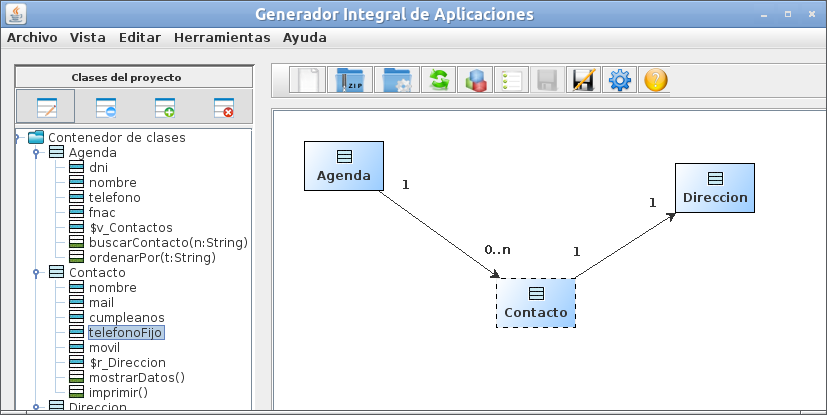 Generador Integral de Aplicaciones
Archivo Vista Editar Herramientas Ayuda
Clases del proyecto
ZIP
Contenedor de clases
Agenda
dni
nombre
telefono
fnac
$v_Contactos
buscarContacto(n:String)
ordenarPor(t:String)
Contacto
nombre
mail
cumpleanos
telefonoFijo
movil
$r_Direccion
mostrarDatos()
imprimir()
Direccion
Agenda
1
0..n
Contacto
1
1
Direccion
?